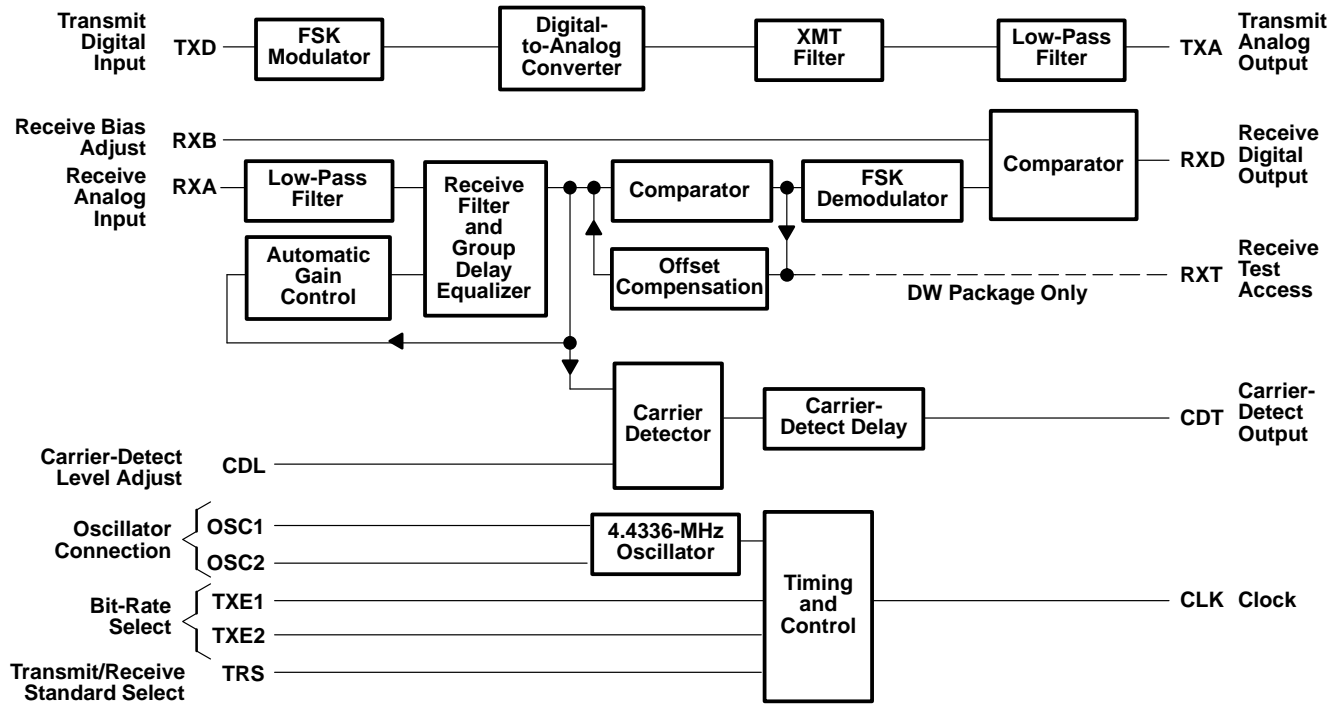 Transmit
Digital
Input
TXD
FSK
Modulator
Digital-
to-Analog
Converter
XMT
Filter
Low-Pass
Filter
TXA
Transmit
Analog
Output
Receive Bias
Adjust
RXB
Comparator
RXD
Receive
Digital
Output
Receive
Analog
Input
RXA
Low-Pass
Filter
Receive
Filter
and
Group
Delay
Equalizer
Comparator
FSK
Demodulator
Automatic
Gain
Control
Offset
Compensation
DW Package Only
RXT
Receive
Test
Access
Carrier
Detector
Carrier-
Detect Delay
CDT
Carrier-
Detect
Output
Carrier-Detect
Level Adjust
CDL
Oscillator
Connection
OSC1
OSC2
4.4336-MHz
Oscillator
Timing
and
Control
Bit-Rate
Select
TXE1
TXE2
CLK Clock
Transmit/Receive
Standard Select
TRS